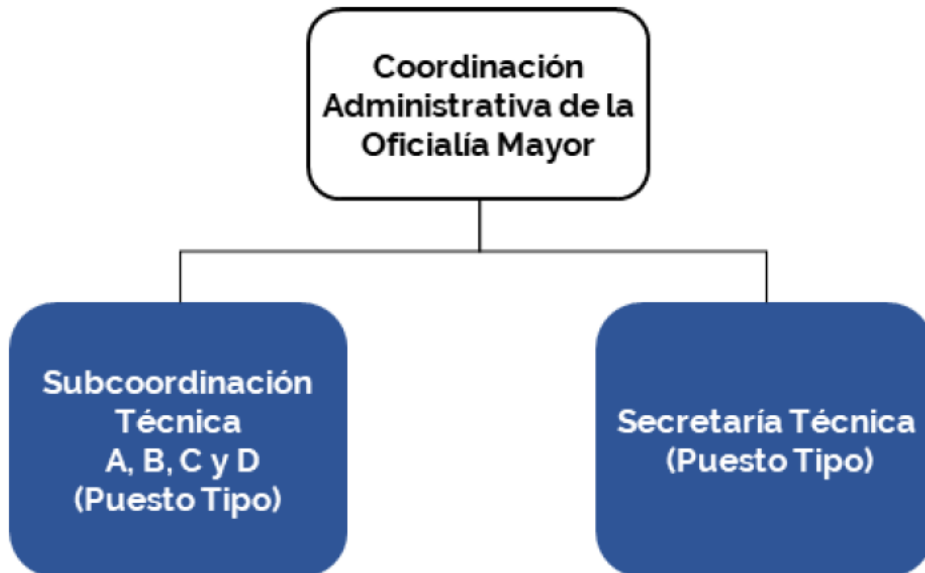 Coordinación
Administrativa de la
Oficialía Mayor
Subcoordinación
Técnica
A, B, C y D
(Puesto Tipo)
Secretaría Técnica
(Puesto Tipo)